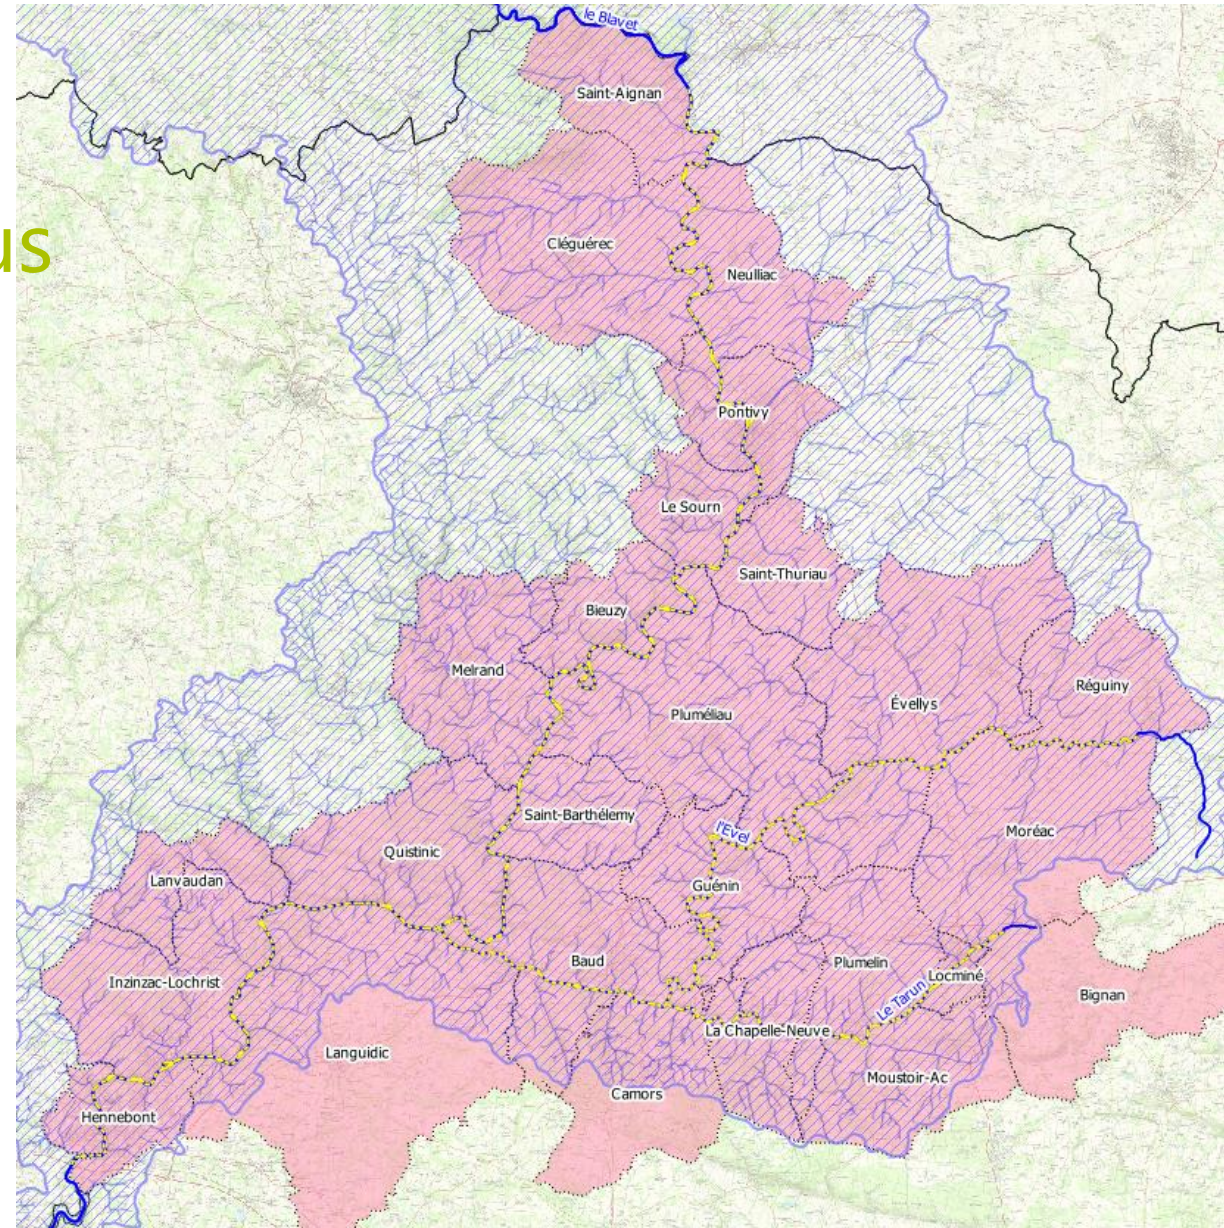 le Blavet
Saint-Aignan
us
Cléguérec
Neulliac
Pontivy
Le Sourn
Saint-Thuriau
Bieuzy
Melrand
Réguiny
Évellys
Pluméliau
Saint-Barthélemy
l'Evel
Moréac
Quistinic
Lanvaudan
Guénin
Baud
Plumelin
Locminé
Inzinzac-Lochrist
Le Tarun
Bignan
La Chapelle-Neuve
Languidic
Moustoir-Ac
Camors
Hennebont